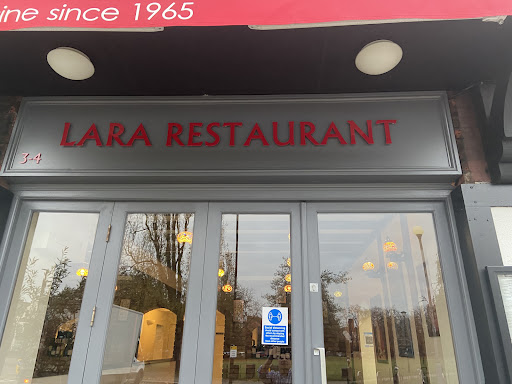 ine since 1965
LARA RESTAURANT
3-4